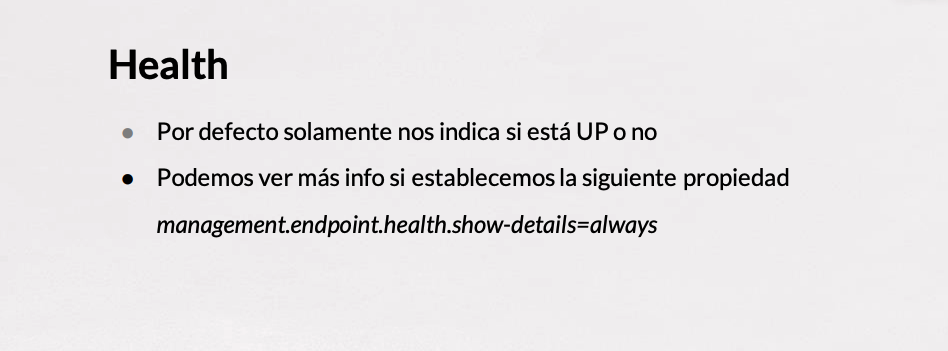 Health
● Por defecto solamente nos indica si está UP o no
● Podemos ver más info si establecemos la siguiente propiedad
management.endpoint.health.show-details=always